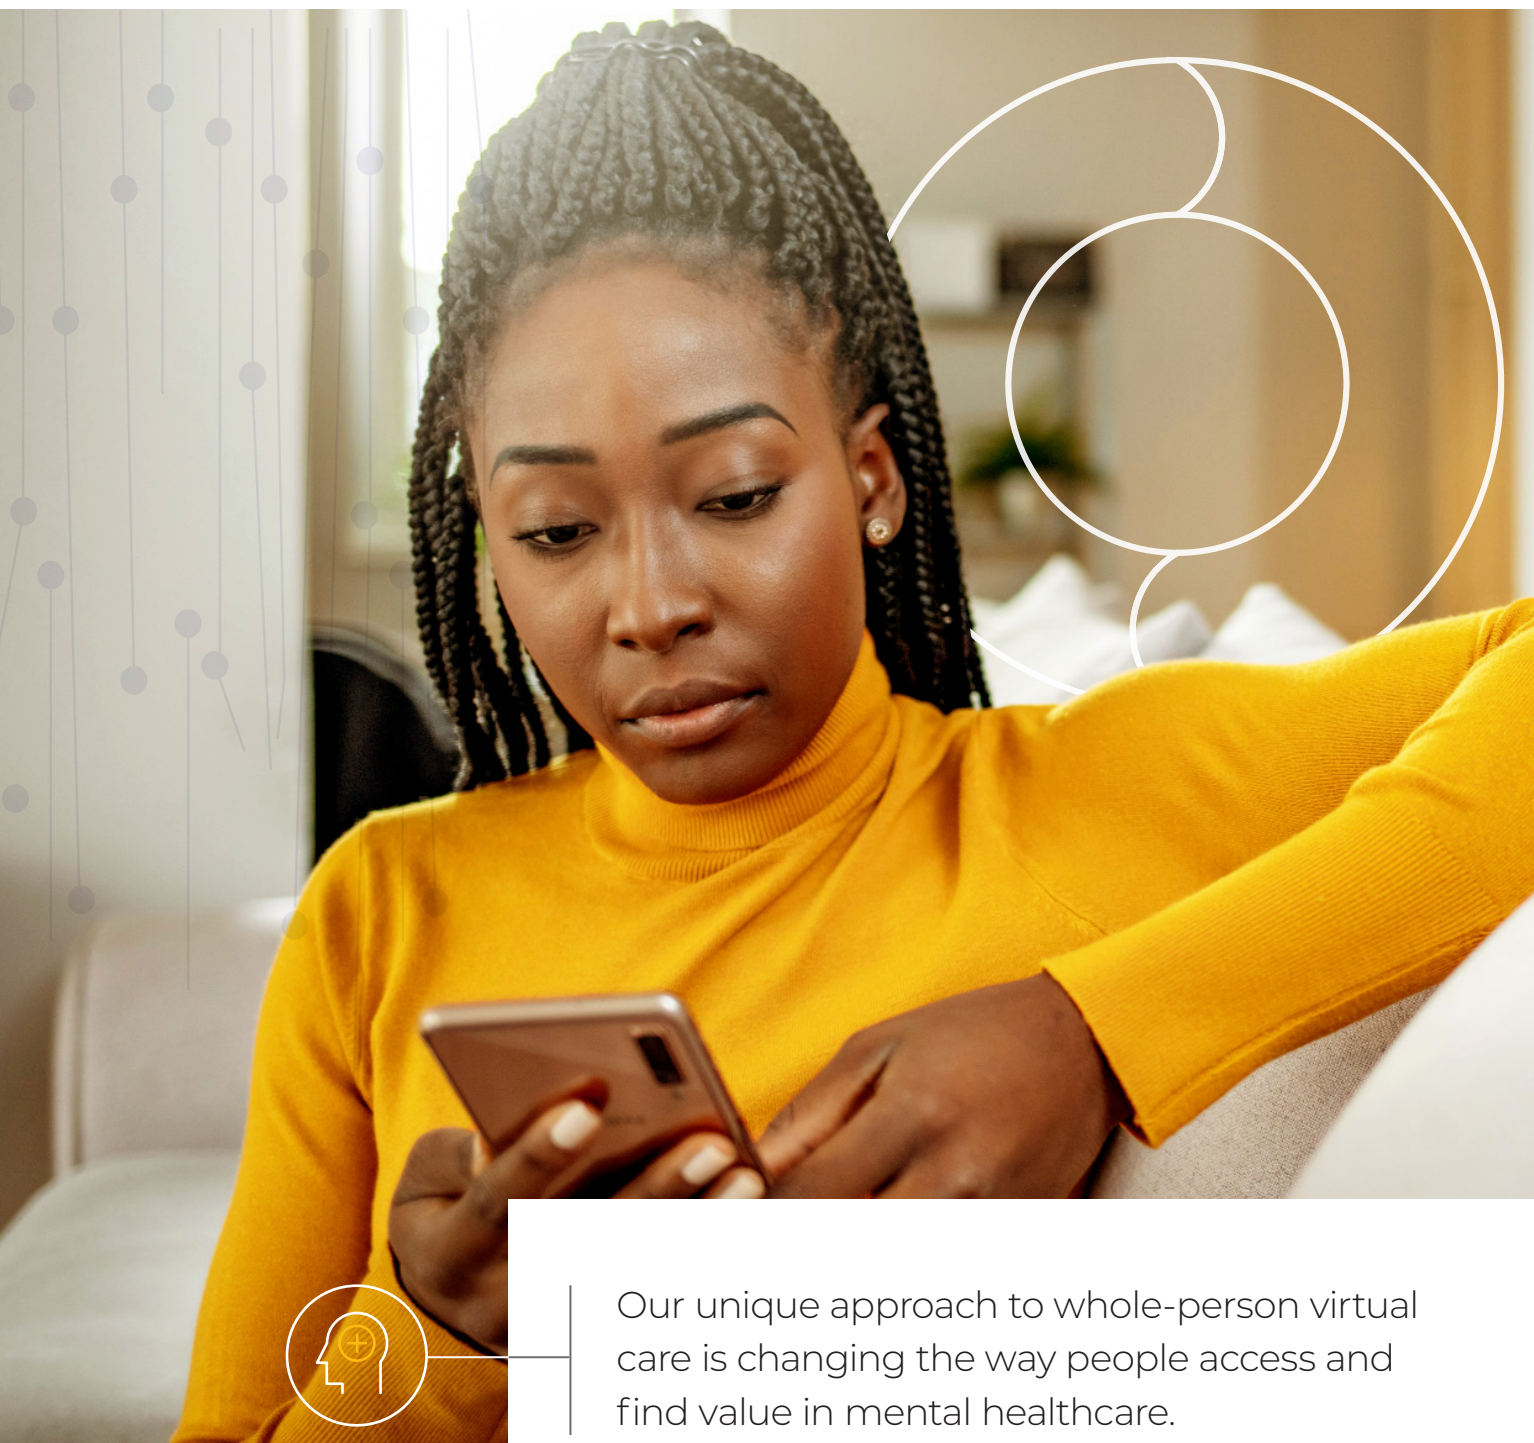 Our unique approach to whole-person virtual
care is changing the way people access and
find value in mental healthcare.